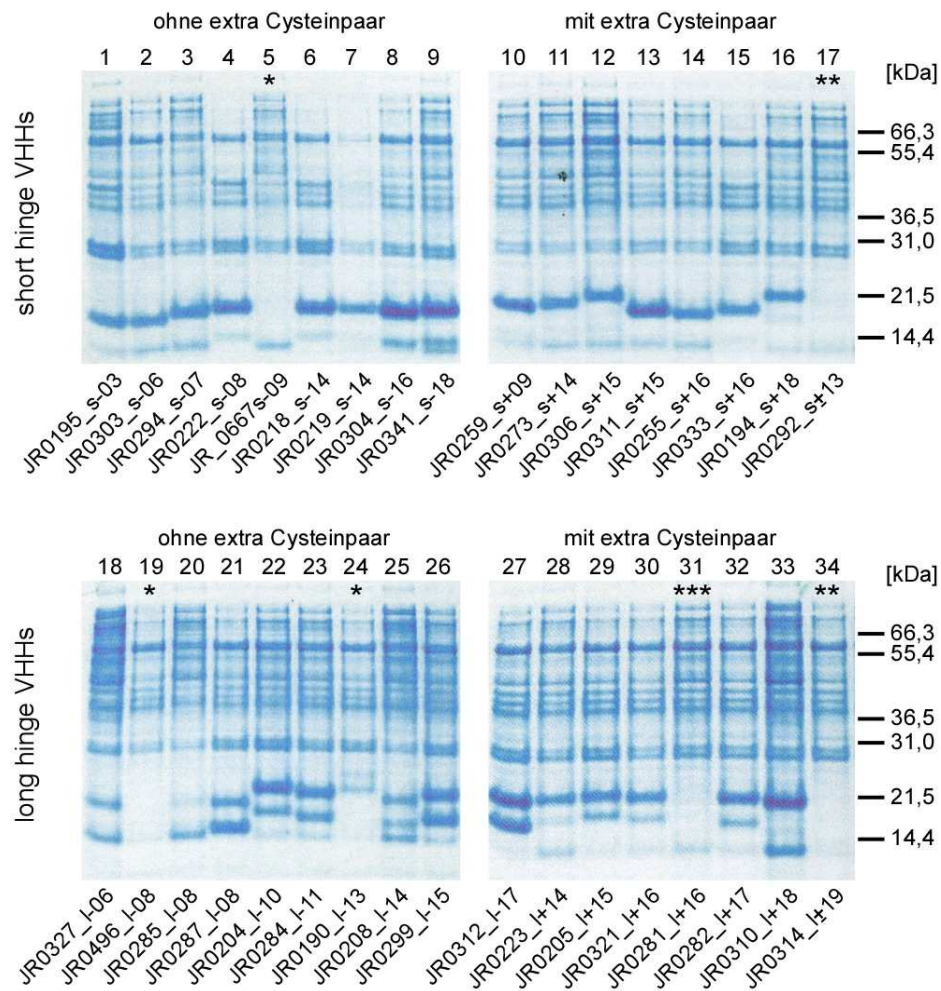 ohne extra Cysteinpaar
mit extra Cysteinpaar
1 2 3 4 5 6 7 8 9
10 11 12 13 14 15 16 17
[kDa]
*
**
short hinge VHHs
66,3
55,4
36,5
31,0
21,5
14,4
JR0195_s-03
JR0303_s-06
JR0294_s-07
JR0222_s-08
JR_0667s-09
JR0218_s-14
JR0219_s-14
JR0304_s-16
JR0341_s-18
JR0259_s+09
JR0273_s+14
JR0306_s+15
JR0311_s+15
JR0255_s+16
JR0333_s+16
JR0194_s+18
JR0292_s±13
ohne extra Cysteinpaar
mit extra Cysteinpaar
18 19 20 21 22 23 24 25 26
27 28 29 30 31 32 33 34
[kDa]
* *
*** **
long hinge VHHs
66,3
55,4
36,5
31,0
21,5
14,4
JR0327_l-06
JR0496_l-08
JR0285_l-08
JR0287_l-08
JR0204_l-10
JR0284_l-11
JR0190_l-13
JR0208_l-14
JR0299_l-15
JR0312_l-17
JR0223_l+14
JR0205_l+15
JR0321_l+16
JR0281_l+16
JR0282_l+17
JR0310_l+18
JR0314_l±19